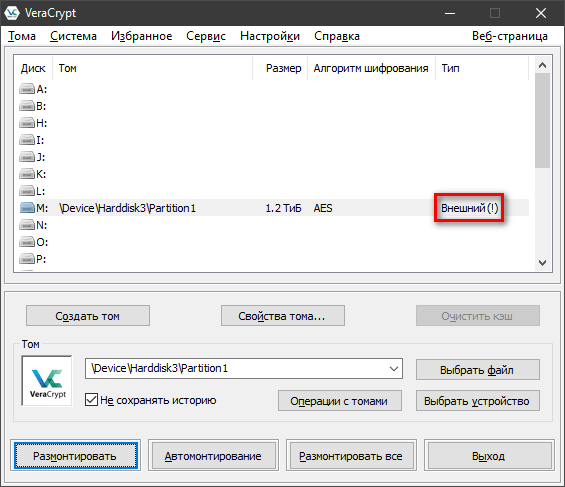 VeraCrypt
Тома Система Избранное Сервис Настройки Справка Веб-страница
Диск Том Размер Алгоритм шифрования Тип
A:
B:
H:
I:
J:
K:
L:
M: \Device\Harddisk3\Partition1 1.2 ТиБ AES Внешний(!)
N:
O:
P:
Создать том Свойства тома... Очистить кэш
Том
\Device\Harddisk3\Partition1 Выбрать файл
VeraCrypt Не сохранять историю Операции с томами Выбрать устройство
Размонтировать Автомонтирование Размонтировать все Выход